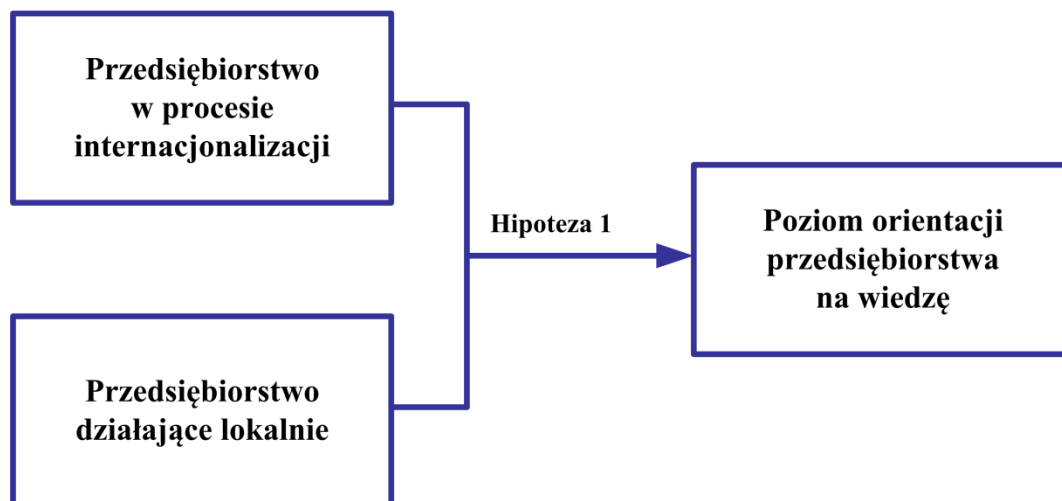 Przedsiębiorstwo
w procesie
internacjonalizacji
Hipoteza 1
Poziom orientacji
przedsiębiorstwa
na wiedzę
Przedsiębiorstwo
działające lokalnie